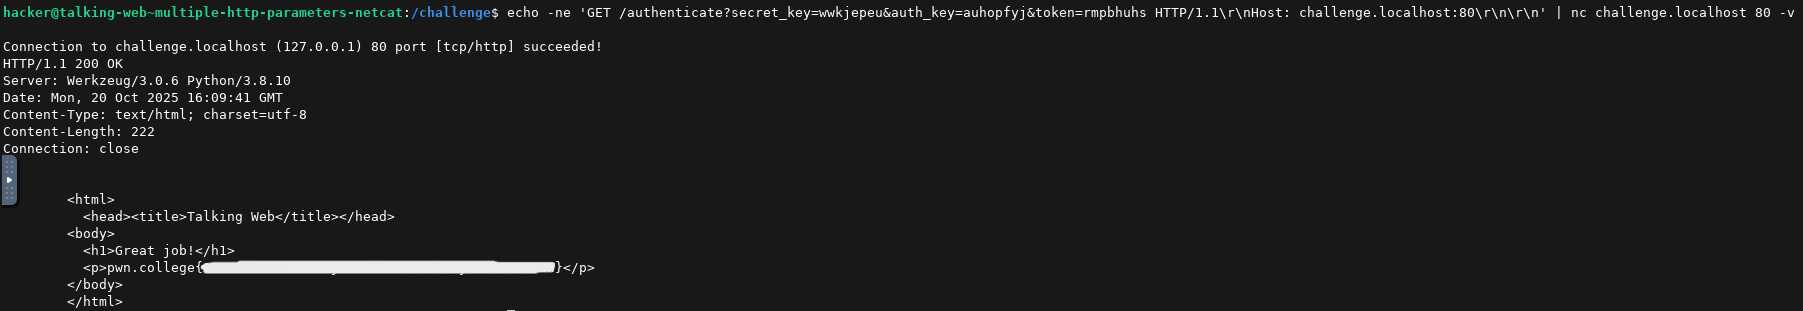 hacker@talking-web~multiple-http-parameters-netcat:/challenge$ echo -ne 'GET /authenticate?secret_key=wwkjepeu&auth_key=auhopfyj&token=rmpbhuhs HTTP/1.1\r\nHost: challenge.localhost:80\r\n\r\n' | nc challenge.localhost 80 -v
Connection to challenge.localhost (127.0.0.1) 80 port [tcp/http] succeeded!
HTTP/1.1 200 OK
Server: Werkzeug/3.0.6 Python/3.8.10
Date: Mon, 20 Oct 2025 16:09:41 GMT
Content-Type: text/html; charset=utf-8
Content-Length: 222
Connection: close
<html>
<head><title>Talking Web</title></head>
<body>
<h1>Great job!</h1>
<p>pwn.college{}</p>
</body>
</html>